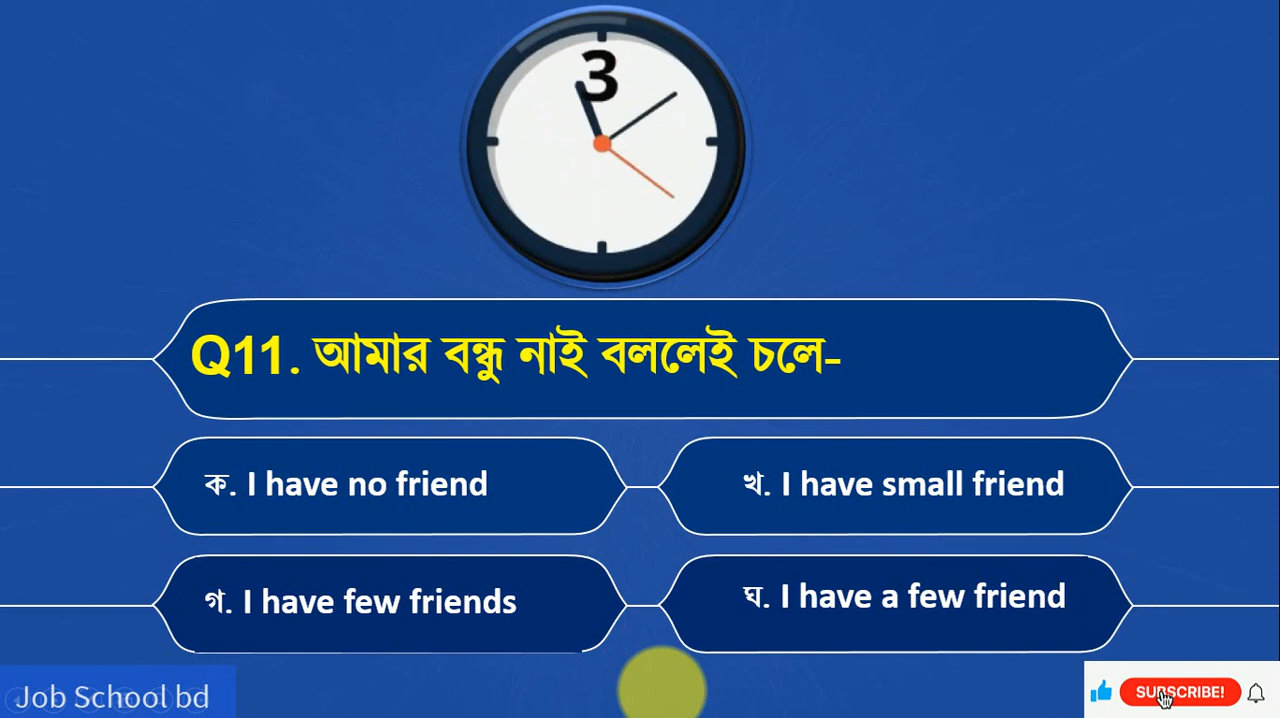 3
Q11. আমার বন্ধু নাই বললেই চলে-
ক. I have no friend
খ. I have small friend
গ. I have few friends
ঘ. I have a few friend
Job School bd
SUBSCRIBE!